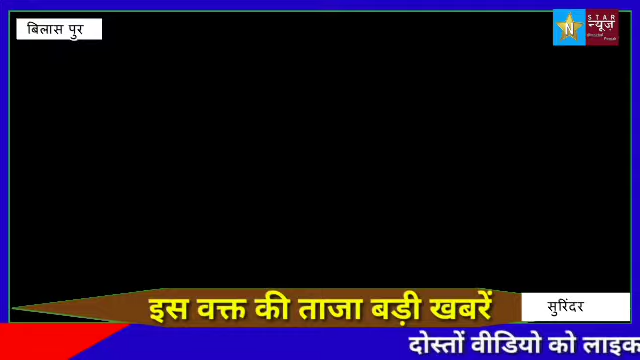 बिलास पुर
STAR
N न्यूज़
इस वक्त की ताजा बड़ी खबरें
सुरिंदर
दोस्तों वीडियो को लाइक